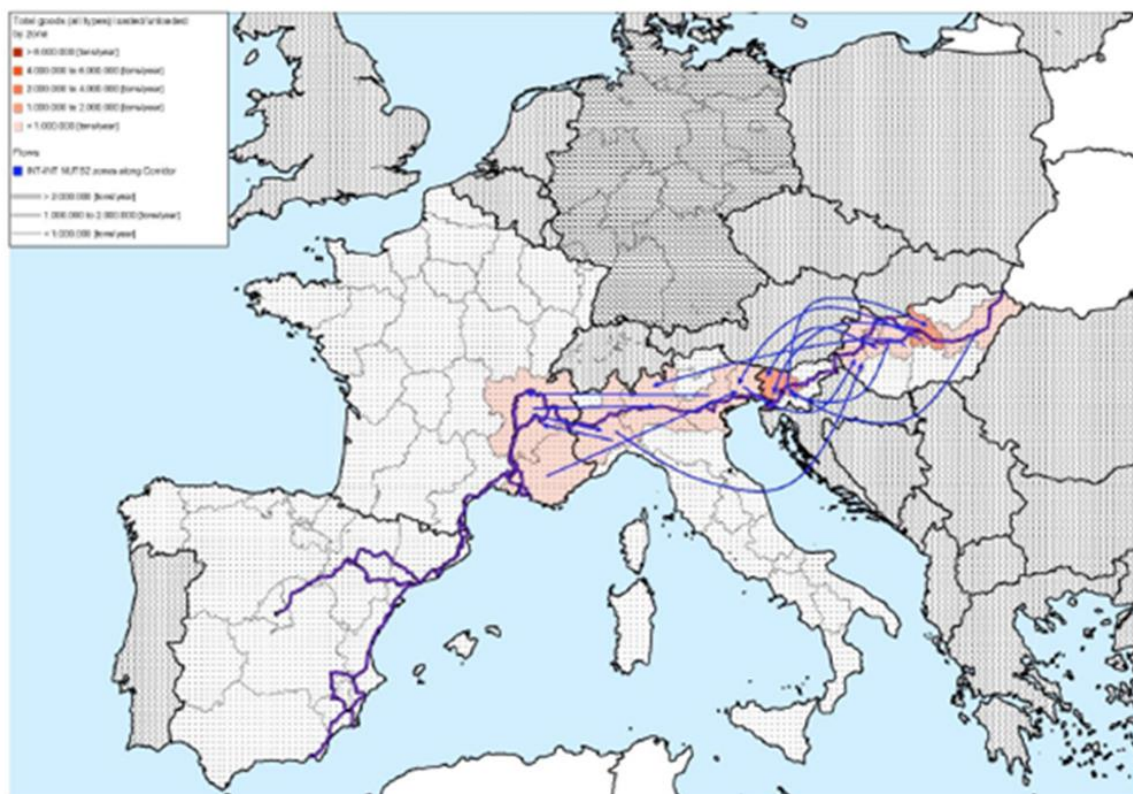 Total goods (all types) loaded/unloaded
by zone
> 6.000.000 [tons/year]
4.000.000 to 6.000.000 [tons/year]
2.000.000 to 4.000.000 [tons/year]
1.000.000 to 2.000.000 [tons/year]
< 1.000.000 [tons/year]
Flows
INT-INT NUTS2 zones along Corridor
> 2.000.000 [tons/year]
1.000.000 to 2.000.000 [tons/year]
< 1.000.000 [tons/year]